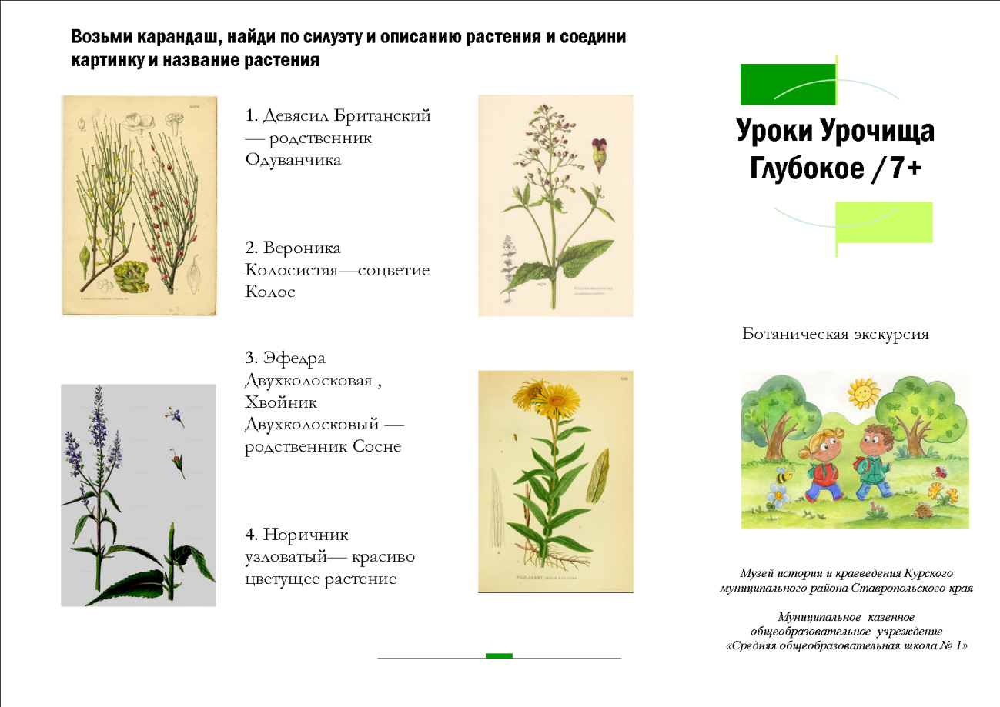 Возьми карандаш, найди по силуэту и описанию растения и соедини
картинку и название растения
1. Девясил Британский
— родственник
Одуванчика
2. Вероника
Колосистая—соцветие
Колос
3. Эфедра
Двухколосковая ,
Хвойник
Двухколосковый —
родственник Сосне
4. Норичник
узловатый— красиво
цветущее растение
Уроки Урочища
Глубокое /7+
Ботаническая экскурсия
Музей истории и краеведения Курского
муниципального района Ставропольского края
Муниципальное казенное
общеобразовательное учреждение
«Средняя общеобразовательная школа № 1»